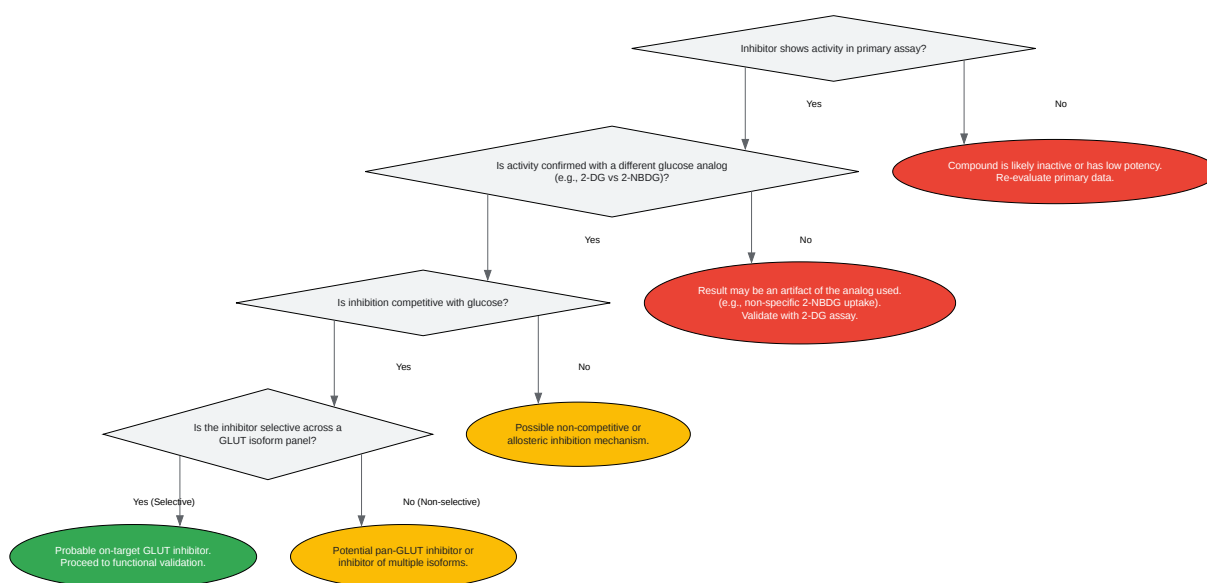 Inhibitor shows activity in primary assay?
Yes
No
Is activity confirmed with a different glucose analog
(e.g., 2-DG vs 2-NBDG)?
Compound is likely inactive or has low potency.
Re-evaluate primary data.
Yes
No
Is inhibition competitive with glucose?
Result may be an artifact of the analog used.
(e.g., non-specific 2-NBDG uptake).
Validate with 2-DG assay.
Yes
No
Is the inhibitor selective across a
GLUT isoform panel?
Possible non-competitive or
allosteric inhibition mechanism.
Yes (Selective)
No (Non-selective)
Probable on-target GLUT inhibitor.
Proceed to functional validation.
Potential pan-GLUT inhibitor or
inhibitor of multiple isoforms.